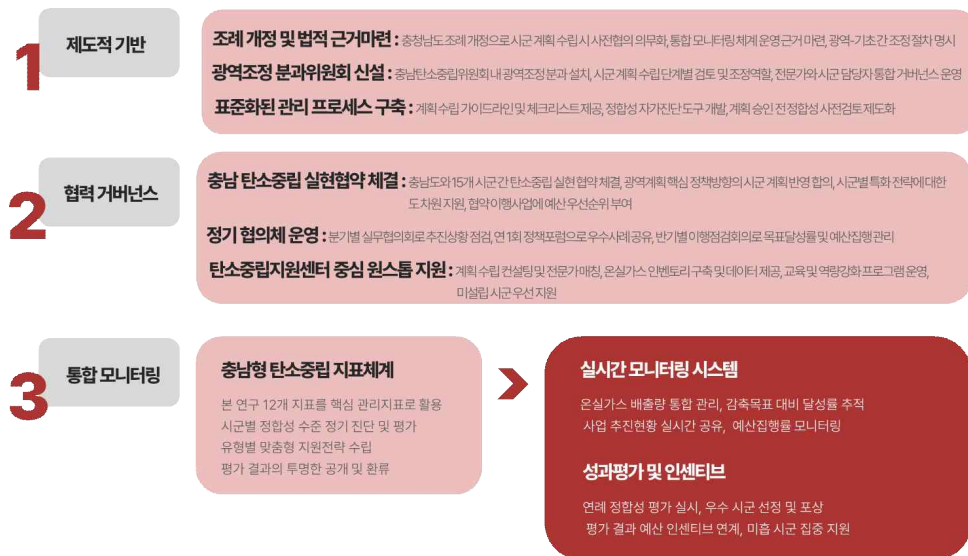 1
제도적 기반
조례 개정 및 법적 근거마련 : 충청남도 조례 개정으로 시군 계획 수립 시 사전협의 의무화, 통합 모니터링 체계 운영 근거 마련, 광역-기초 간 조정 절차 명시
광역조정 분과위원회 신설 : 충남탄소중립위원회 내 광역조정 분과 설치, 시군 계획 수립 단계별 검토 및 조정역할, 전문가와 시군 담당자 통합 거버넌스 운영
표준화된 관리 프로세스 구축 : 계획 수립 가이드라인 및 체크리스트 제공, 정합성 자가진단 도구 개발, 계획 승인 전 정합성 사전검토 제도화
2
협력 거버넌스
충남 탄소중립 실현협약 체결 : 충남도와 15개 시군 간 탄소중립 실현 협약 체결, 광역계획 핵심 정책방향의 시군 계획 반영 합의, 시군별 특화 전략에 대한
도 차원 지원, 협약 이행사업에 예산 우선순위 부여
정기 협의체 운영 : 분기별 실무협의회로 추진상황 점검, 연 1회 정책포럼으로 우수사례 공유, 반기별 이행점검회의로 목표달성률 및 예산집행 관리
탄소중립지원센터 중심 원스톱 지원 : 계획 수립 컨설팅 및 전문가 매칭, 온실가스 인벤토리 구축 및 데이터 제공, 교육 및 역량강화 프로그램 운영,
미설립 시군 우선 지원
3
통합 모니터링
충남형 탄소중립 지표체계
본 연구 12개 지표를 핵심 관리지표로 활용
시군별 정합성 수준 정기 진단 및 평가
유형별 맞춤형 지원전략 수립
평가 결과의 투명한 공개 및 환류
실시간 모니터링 시스템
온실가스 배출량 통합 관리, 감축목표 대비 달성률 추적
사업 추진현황 실시간 공유, 예산집행률 모니터링
성과평가 및 인센티브
연례 정합성 평가 실시, 우수 시군 선정 및 포상
평가 결과 예산 인센티브 연계, 미흡 시군 집중 지원